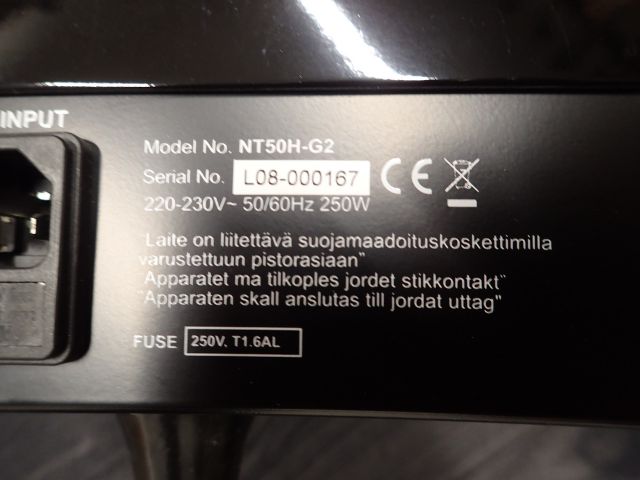 INPUT
Model No. NT50H-G2
Serial No. L08-000167 CE
220-230V~ 50/60Hz 250W
"Laite on liitettävä suojamaadoituskoskettimilla
varustettuun pistorasiaan"
"Apparatet ma tilkoples jordet stikkontakt"
"Apparaten skall anslutas till jordat uttag"
FUSE 250V, T1.6AL